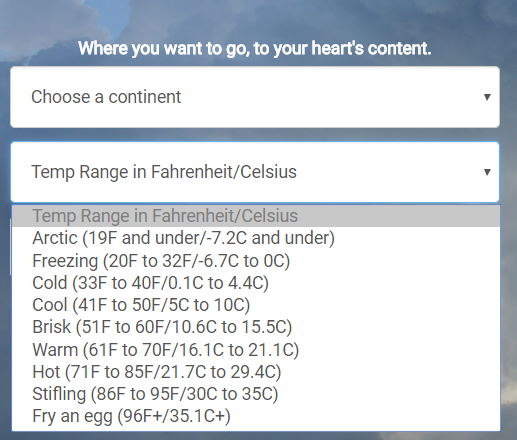 Where you want to go, to your heart's content.
Choose a continent
Temp Range in Fahrenheit/Celsius
Temp Range in Fahrenheit/Celsius
Arctic (19F and under/-7.2C and under)
Freezing (20F to 32F/-6.7C to 0C)
Cold (33F to 40F/0.1C to 4.4C)
Cool (41F to 50F/5C to 10C)
Brisk (51F to 60F/10.6C to 15.5C)
Warm (61F to 70F/16.1C to 21.1C)
Hot (71F to 85F/21.7C to 29.4C)
Stifling (86F to 95F/30C to 35C)
Fry an egg (96F+/35.1C+)